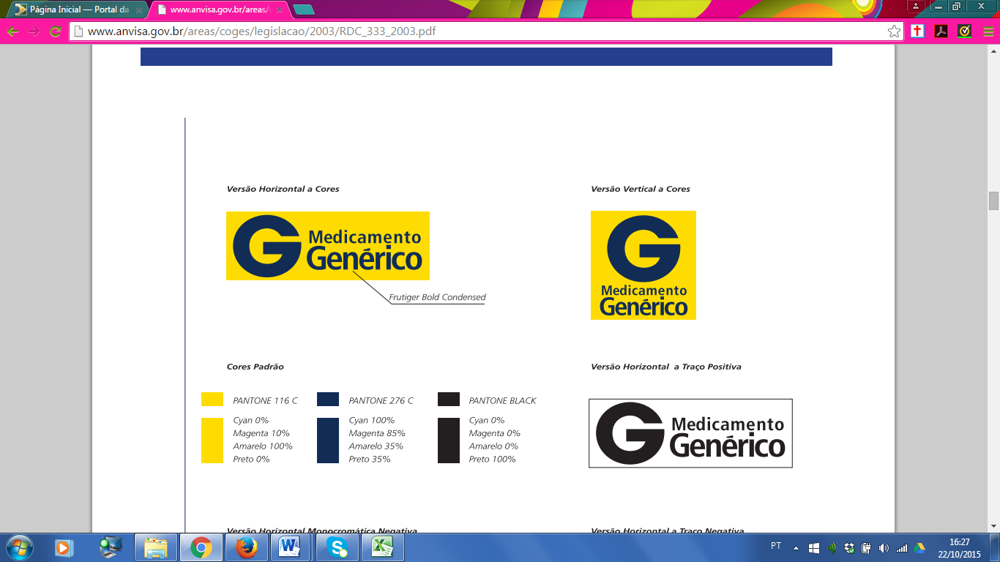 Página Inicial — Portal da
www.anvisa.gov.br/areas/
www.anvisa.gov.br/areas/coges/legislacao/2003/RDC_333_2003.pdf
Versão Horizontal a Cores
Versão Vertical a Cores
G Medicamento
Genérico
Frutiger Bold Condensed
G
Medicamento
Genérico
Cores Padrão
Versão Horizontal a Traço Positiva
PANTONE 116 C
Cyan 0%
Magenta 10%
Amarelo 100%
Preto 0%
PANTONE 276 C
Cyan 100%
Magenta 85%
Amarelo 35%
Preto 35%
PANTONE BLACK
Cyan 0%
Magenta 0%
Amarelo 0%
Preto 100%
G Medicamento
Genérico
Versão Horizontal Monocromática Negativa
Versão Horizontal a Traço Negativa
PT
16:27
22/10/2015